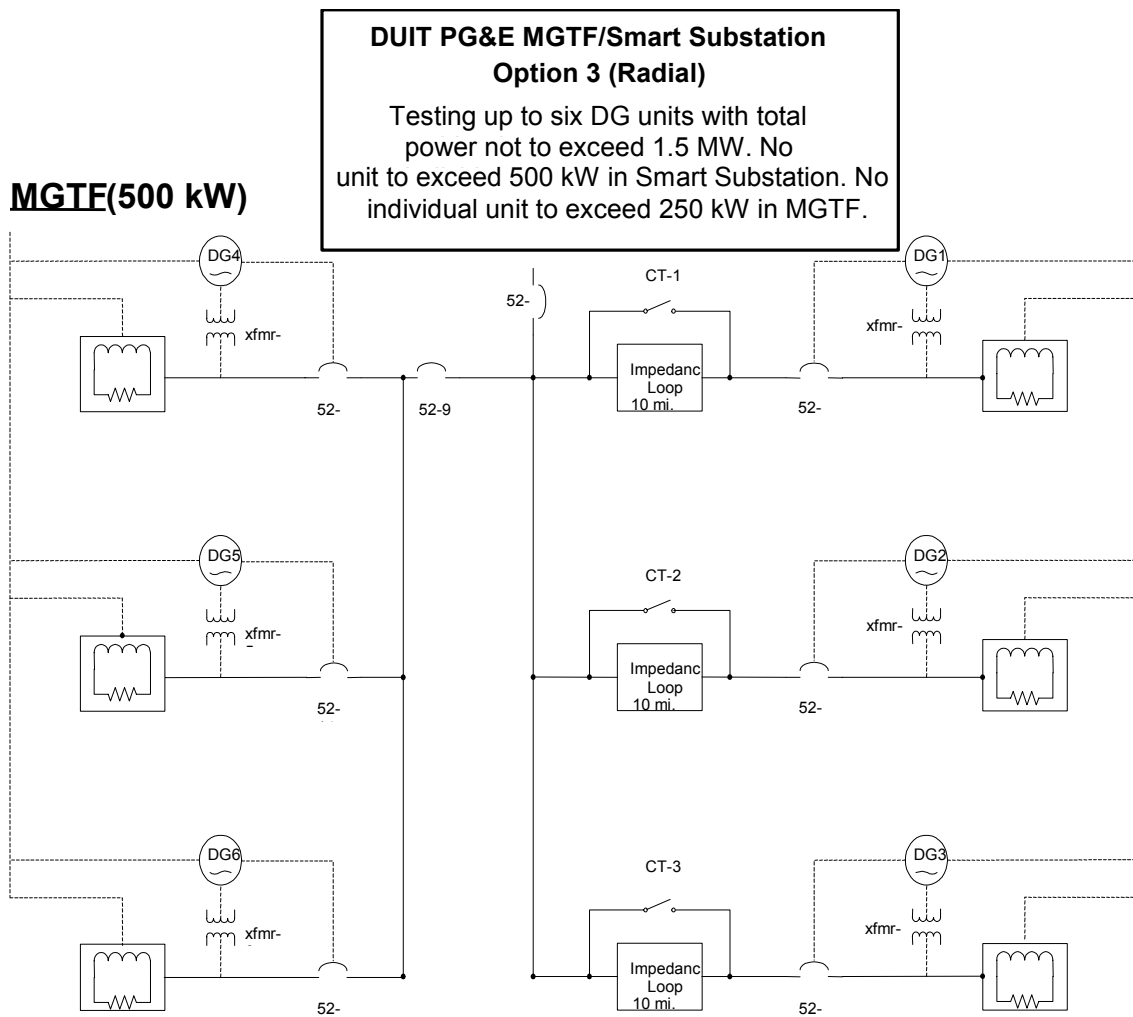 DUIT PG&E MGTF/Smart Substation
Option 3 (Radial)
Testing up to six DG units with total
power not to exceed 1.5 MW. No
unit to exceed 500 kW in Smart Substation. No
individual unit to exceed 250 kW in MGTF.
MGTF(500 kW)
DG4
DG1
CT-1
52-
xfmr-
xfmr-
Impedanc
Loop
10 mi.
52-
52-9
52-
DG5
DG2
CT-2
xfmr-
xfmr-
Impedanc
Loop
10 mi.
52-
52-
DG6
DG3
CT-3
xfmr-
xfmr-
Impedanc
Loop
10 mi.
52-
52-